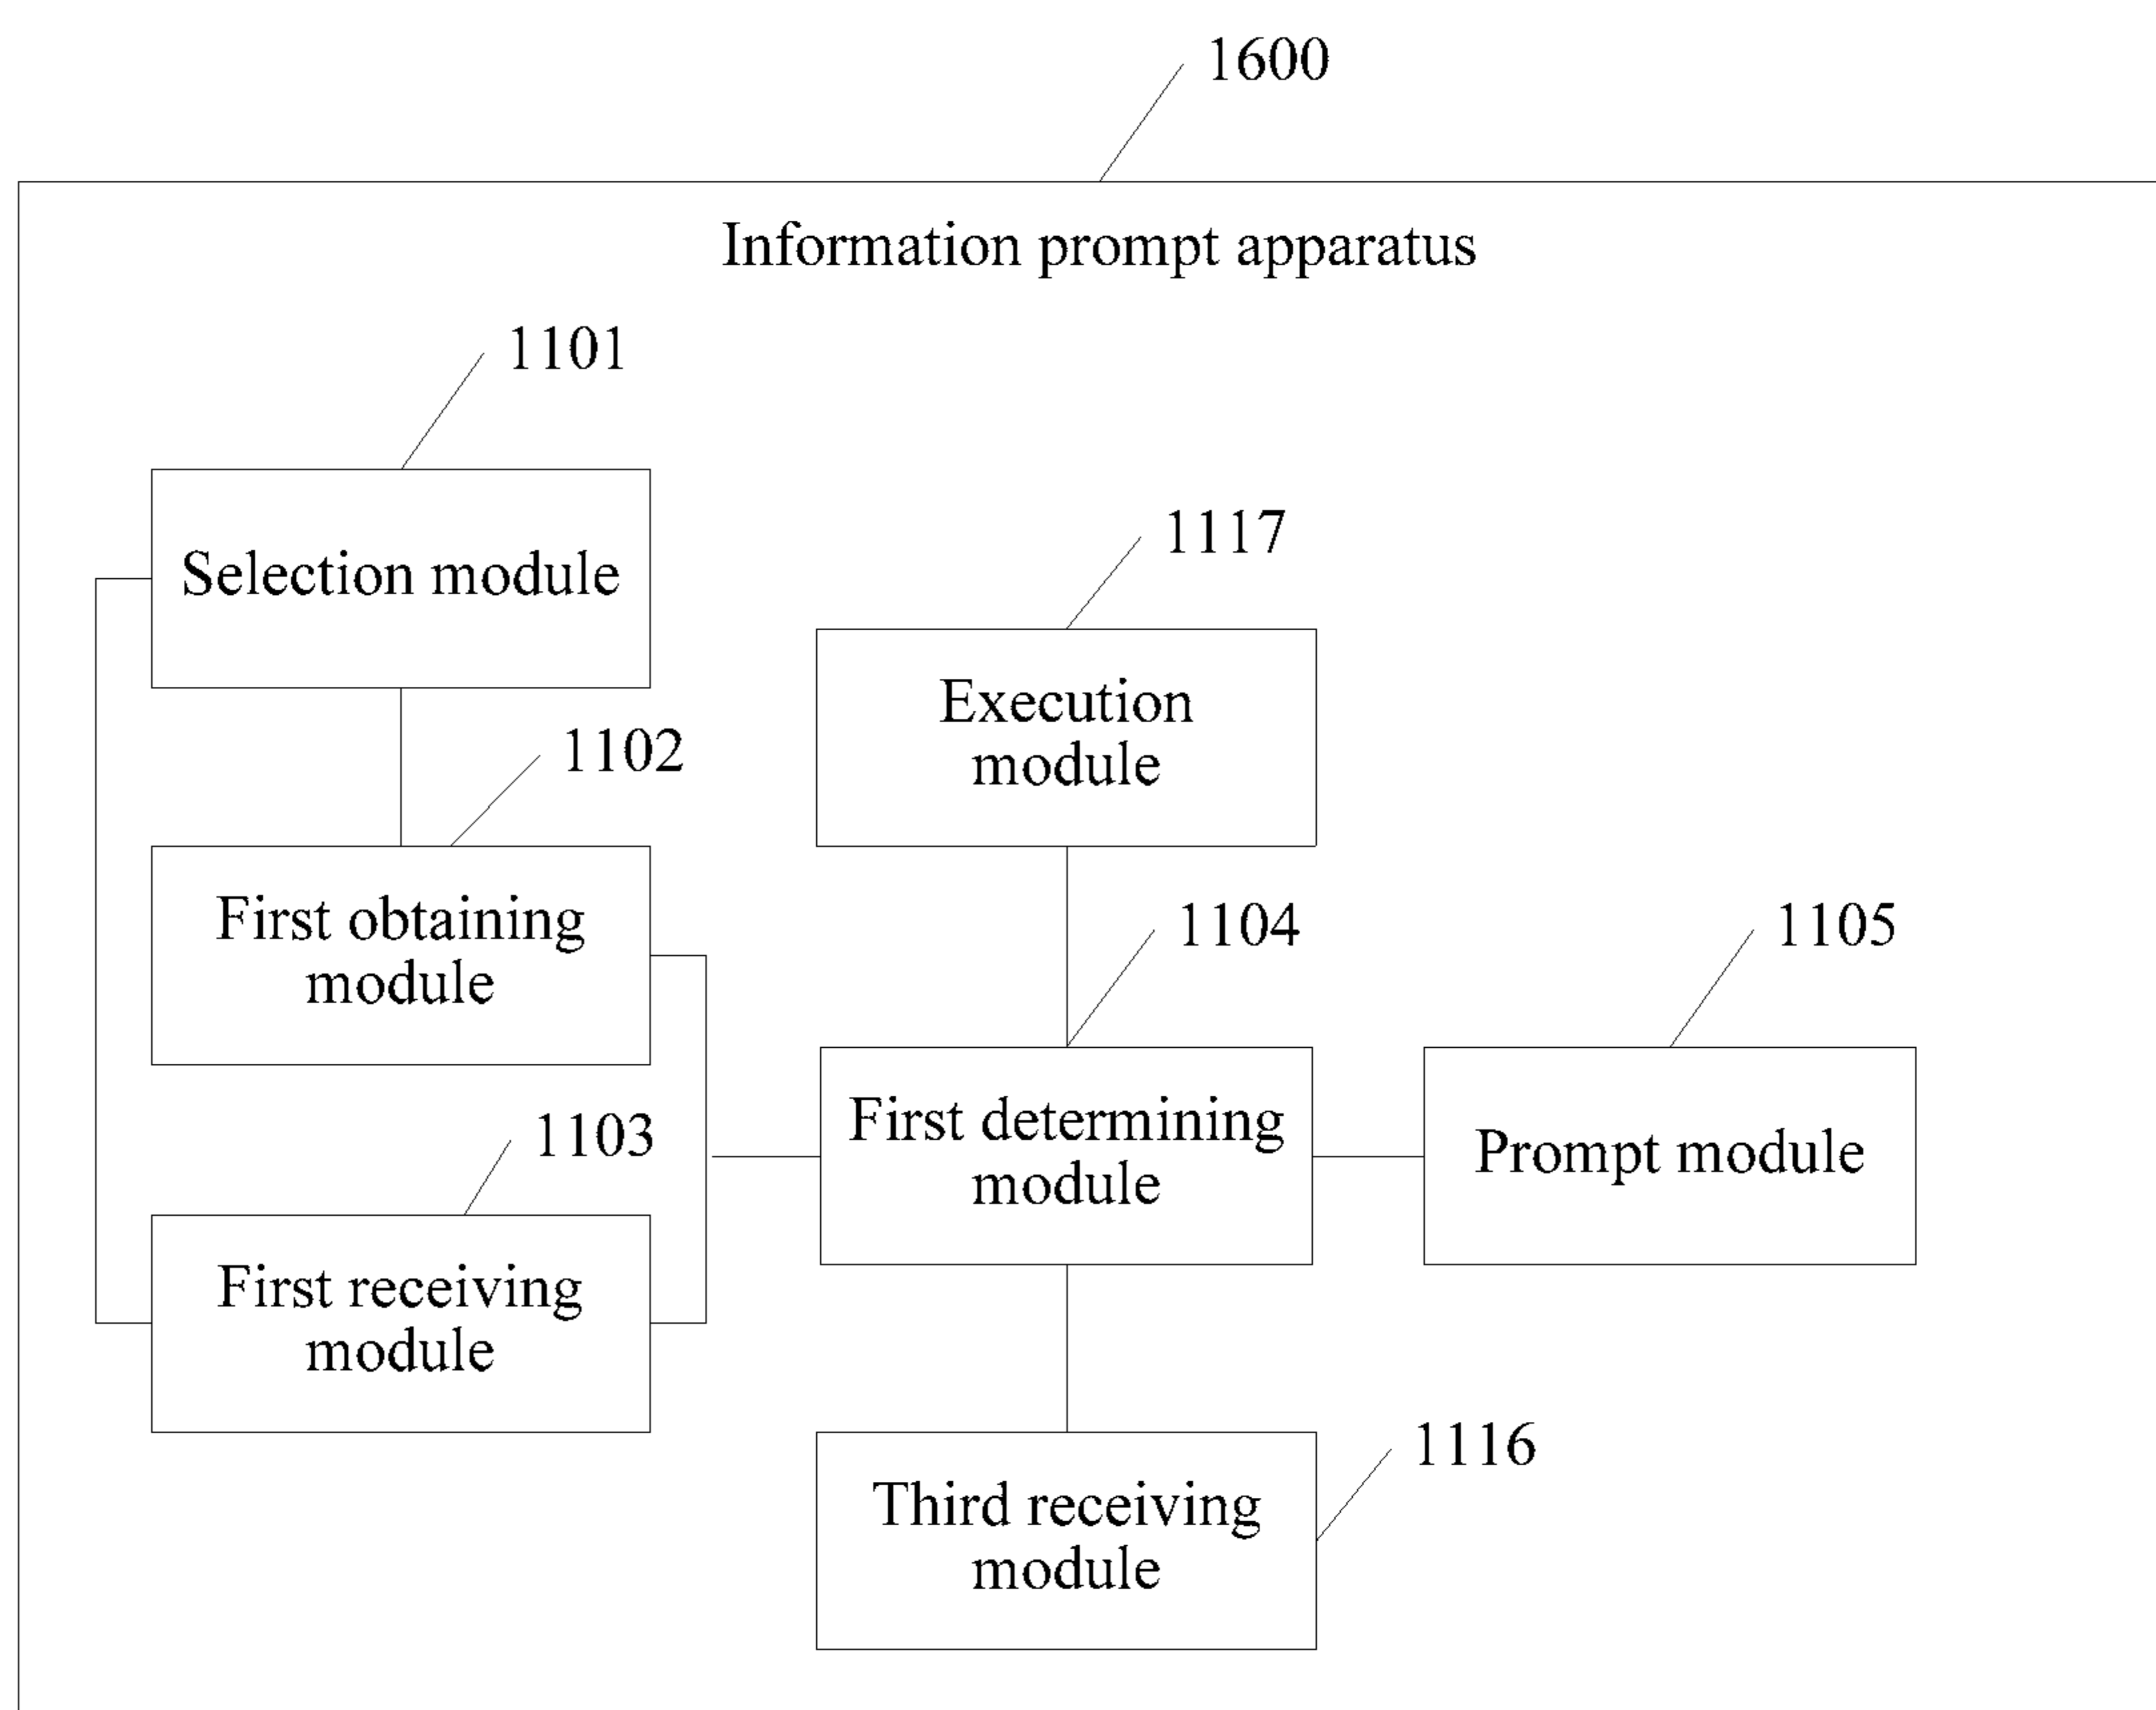 1600
Information prompt apparatus
1101
Selection module
1117
Execution
module
1102
First obtaining
module
1104
First determining
module
1105
Prompt module
1103
First receiving
module
1116
Third receiving
module